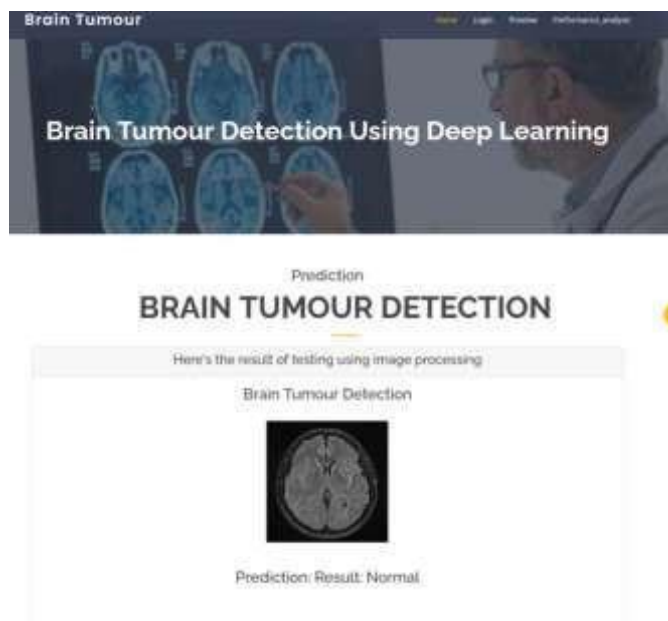 Brain Tumour
Home Login Preview Performance_analysis
Brain Tumour Detection Using Deep Learning
Prediction
BRAIN TUMOUR DETECTION
Here's the result of testing using image processing
Brain Tumour Detection
Prediction: Result: Normal